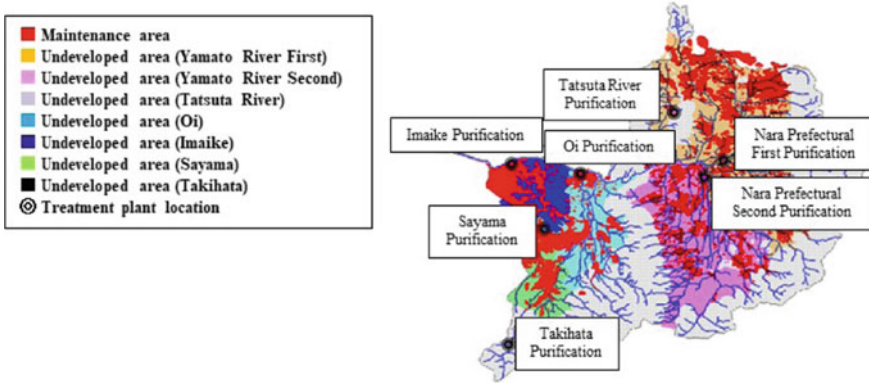 Maintenance area
Undeveloped area (Yamato River First)
Undeveloped area (Yamato River Second)
Undeveloped area (Tatsuta River)
Undeveloped area (Oi)
Undeveloped area (Imaike)
Undeveloped area (Sayama)
Undeveloped area (Takihata)
Treatment plant location
Tatsuta River
Purification
Imaike Purification
Oi Purification
Nara Prefectural
First Purification
Nara Prefectural
Second Purification
Sayama
Purification
Takihata
Purification